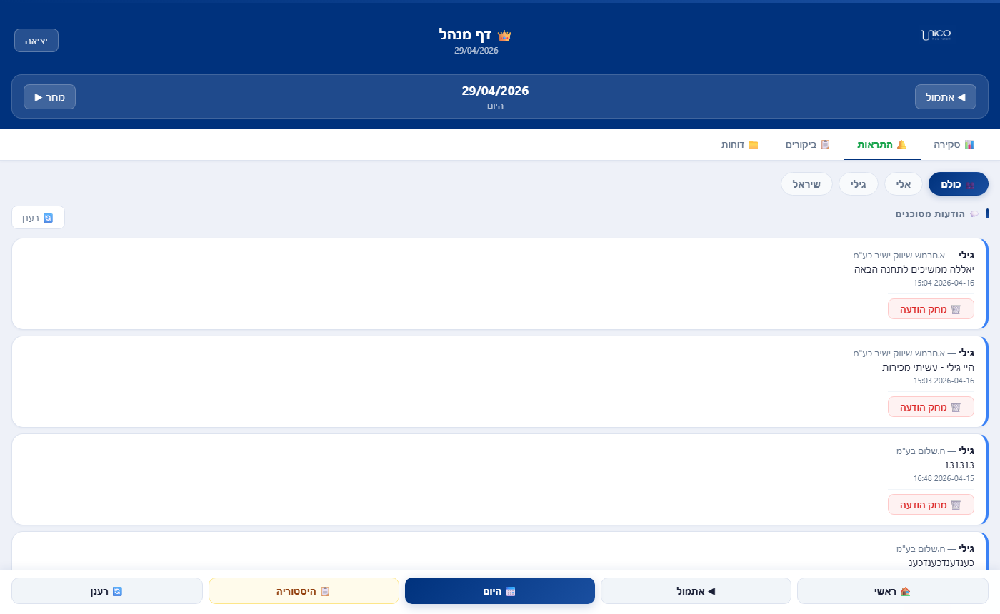 UNICO
דף מנהל
29/04/2026
יציאה
◀ אתמול
29/04/2026
היום
מחר ▶
סקירה
התראות
ביקורים
דוחות
כולם
אלי
גילי
שיראל
הודעות מסוכנים
רענן
גילי — א.חרמש שיווק ישיר בע"מ
יאללה ממשיכים לתחנה הבאה
2026-04-16 15:04
מחק הודעה
גילי — א.חרמש שיווק ישיר בע"מ
היי גילי - עשיתי מכירות
2026-04-16 15:03
מחק הודעה
גילי — ח.שלום בע"מ
131313
2026-04-15 16:48
מחק הודעה
גילי — ח.שלום בע"מ
כענדענדכענדכענ
ראשי
◀ אתמול
היום
היסטוריה
רענן